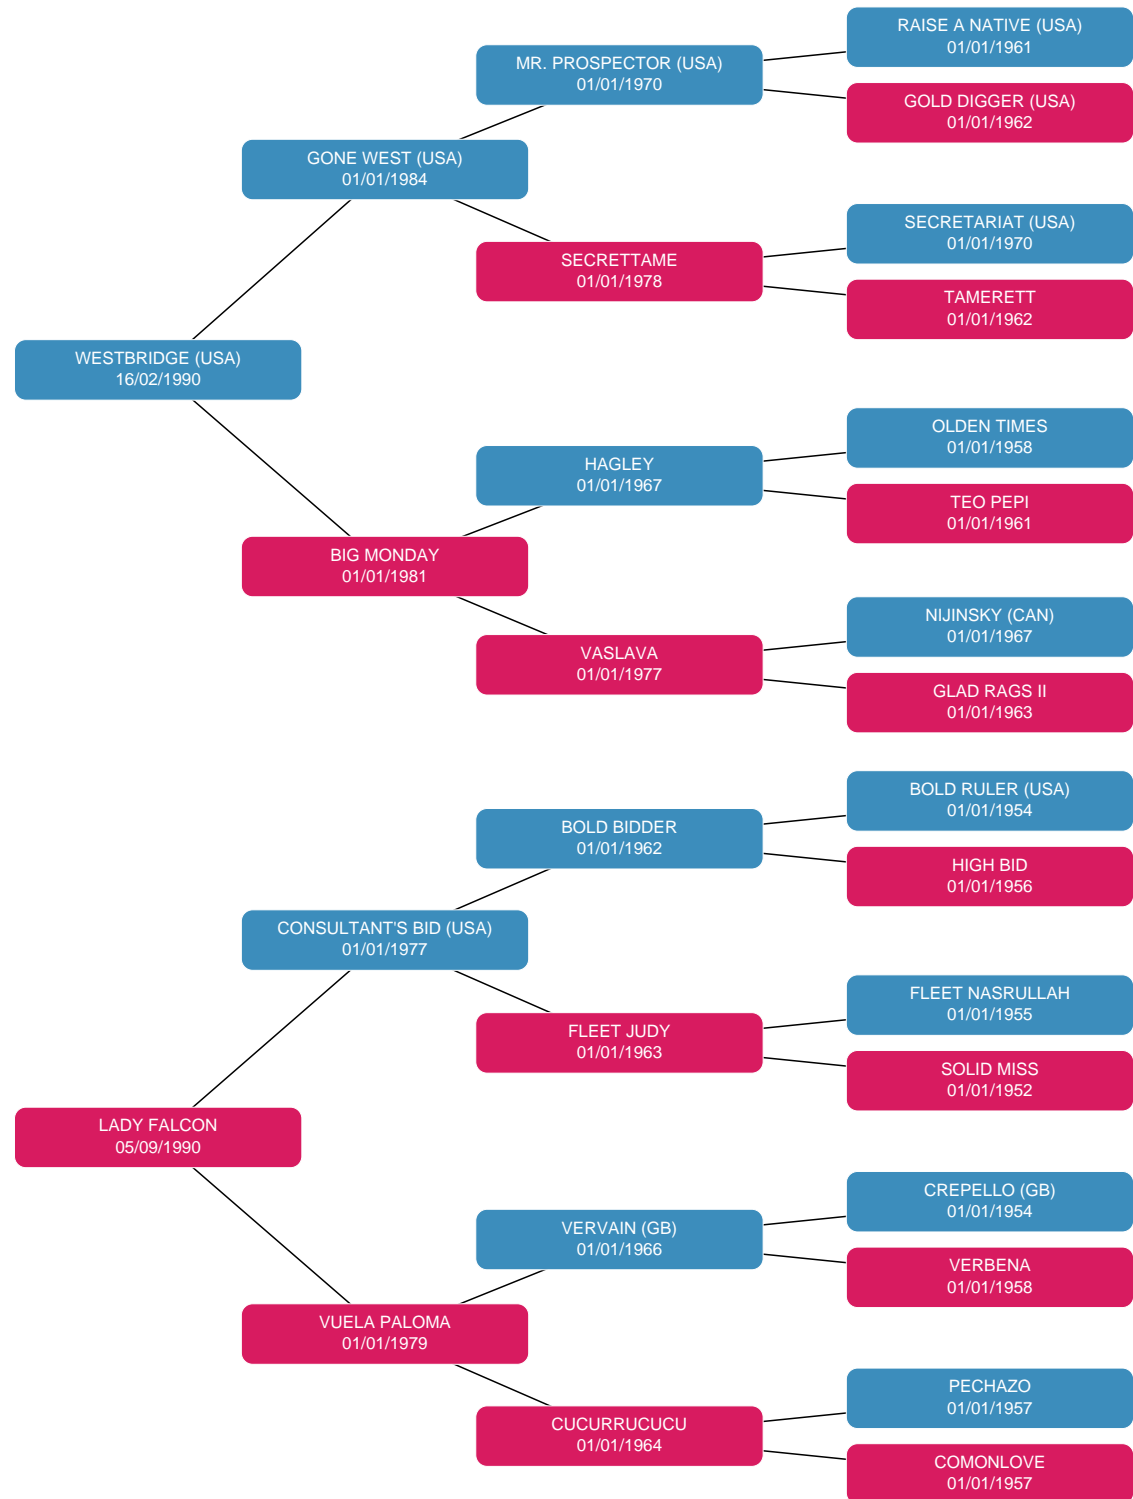 RAISE A NATIVE (USA)
01/01/1961
MR. PROSPECTOR (USA)
01/01/1970
GOLD DIGGER (USA)
01/01/1962
GONE WEST (USA)
01/01/1984
SECRETARIAT (USA)
01/01/1970
SECRETTAME
01/01/1978
TAMERETT
01/01/1962
WESTBRIDGE (USA)
16/02/1990
OLDEN TIMES
01/01/1958
HAGLEY
01/01/1967
TEO PEPI
01/01/1961
BIG MONDAY
01/01/1981
NIJINSKY (CAN)
01/01/1967
VASLAVA
01/01/1977
GLAD RAGS II
01/01/1963
BOLD RULER (USA)
01/01/1954
BOLD BIDDER
01/01/1962
HIGH BID
01/01/1956
CONSULTANT'S BID (USA)
01/01/1977
FLEET NASRULLAH
01/01/1955
FLEET JUDY
01/01/1963
SOLID MISS
01/01/1952
LADY FALCON
05/09/1990
CREPELLO (GB)
01/01/1954
VERVAIN (GB)
01/01/1966
VERBENA
01/01/1958
VUELA PALOMA
01/01/1979
PECHAZO
01/01/1957
CUCURRUCUCU
01/01/1964
COMONLOVE
01/01/1957